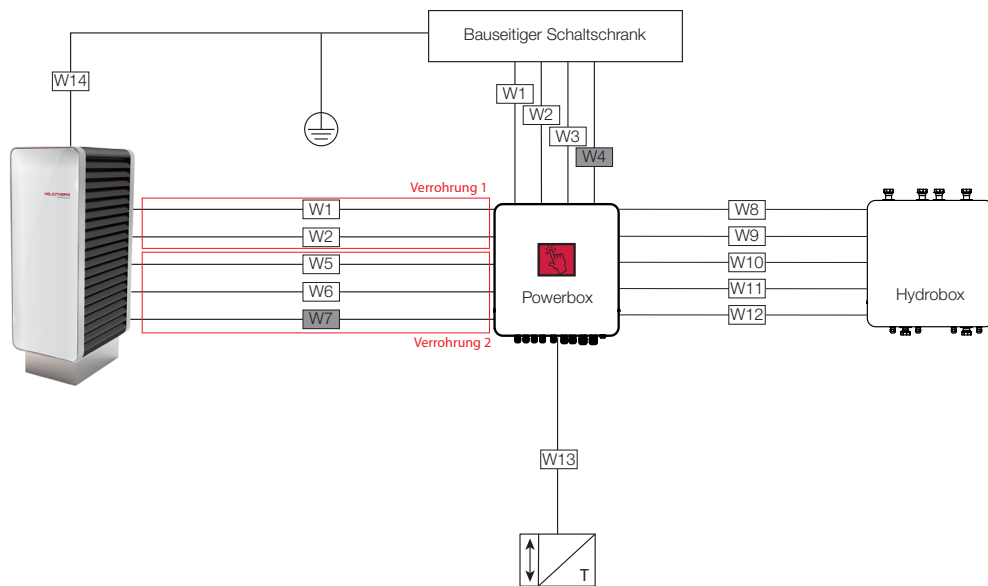 Bauseitiger Schaltschrank
W14
W1
W2
W3
W4
HELIOTHERM
Verrohrung 1
W1
W2
W5
W6
W7
Verrohrung 2
Powerbox
W8
W9
W10
W11
W12
Hydrobox
W13
T